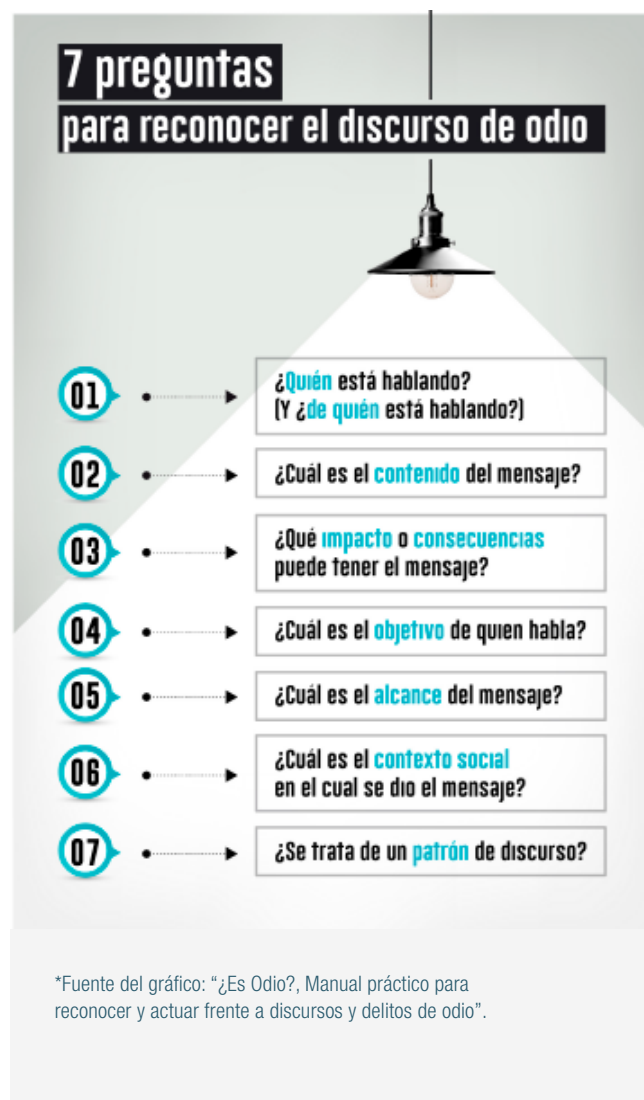 7 preguntas
para reconocer el discurso de odio
01
¿Quién está hablando?
(Y ¿de quién está hablando?)
02
¿Cuál es el contenido del mensaje?
03
¿Qué impacto o consecuencias
puede tener el mensaje?
04
¿Cuál es el objetivo de quien habla?
05
¿Cuál es el alcance del mensaje?
06
¿Cuál es el contexto social
en el cual se dio el mensaje?
07
¿Se trata de un patrón de discurso?
*Fuente del gráfico: “¿Es Odio?, Manual práctico para
reconocer y actuar frente a discursos y delitos de odio”.